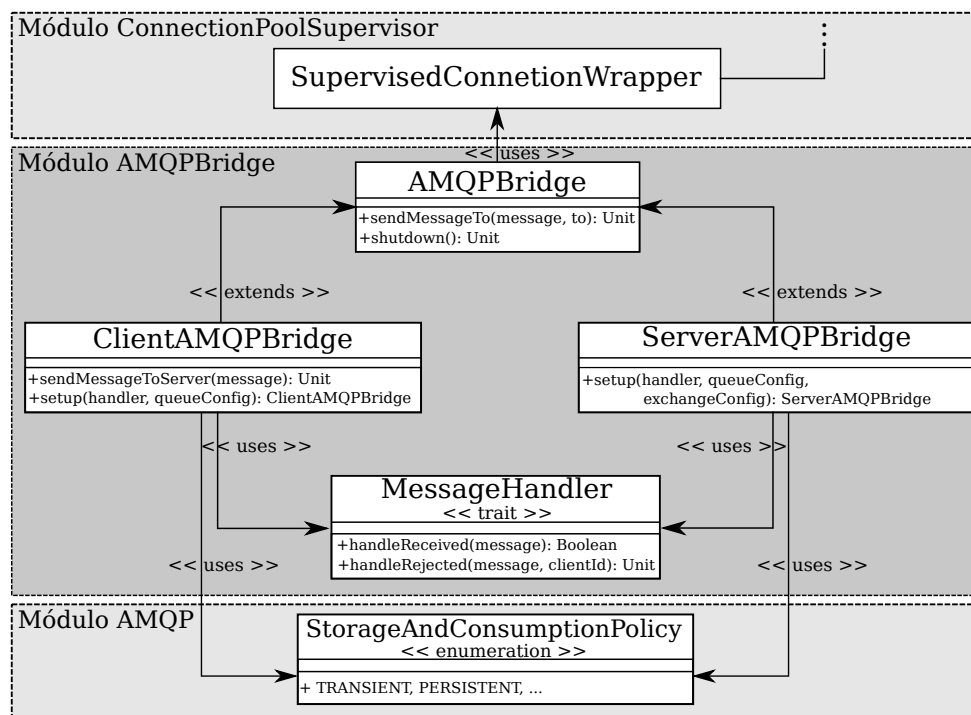 Módulo ConnectionPoolSupervisor
SupervisedConnetionWrapper
<< uses >>
Módulo AMQPBridge
AMQPBridge
+sendMessageTo(message, to): Unit
+shutdown(): Unit
<< extends >>
<< extends >>
ClientAMQPBridge
+sendMessageToServer(message): Unit
+setup(handler, queueConfig): ClientAMQPBridge
ServerAMQPBridge
+setup(handler, queueConfig,
exchangeConfig): ServerAMQPBridge
<< uses >>
<< uses >>
MessageHandler
<< trait >>
+handleReceived(message): Boolean
+handleRejected(message, clientId): Unit
<< uses >>
<< uses >>
Módulo AMQP
StorageAndConsumptionPolicy
<< enumeration >>
+ TRANSIENT, PERSISTENT, ...